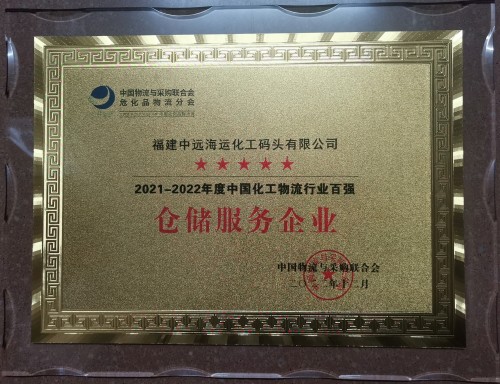 中国物流与采购联合会
危化品物流分会
福建中远海运化工码头有限公司
★★★★★
2021-2022年度中国化工物流行业百强
仓储服务企业
中国物流与采购联合会
二〇二二年十二月